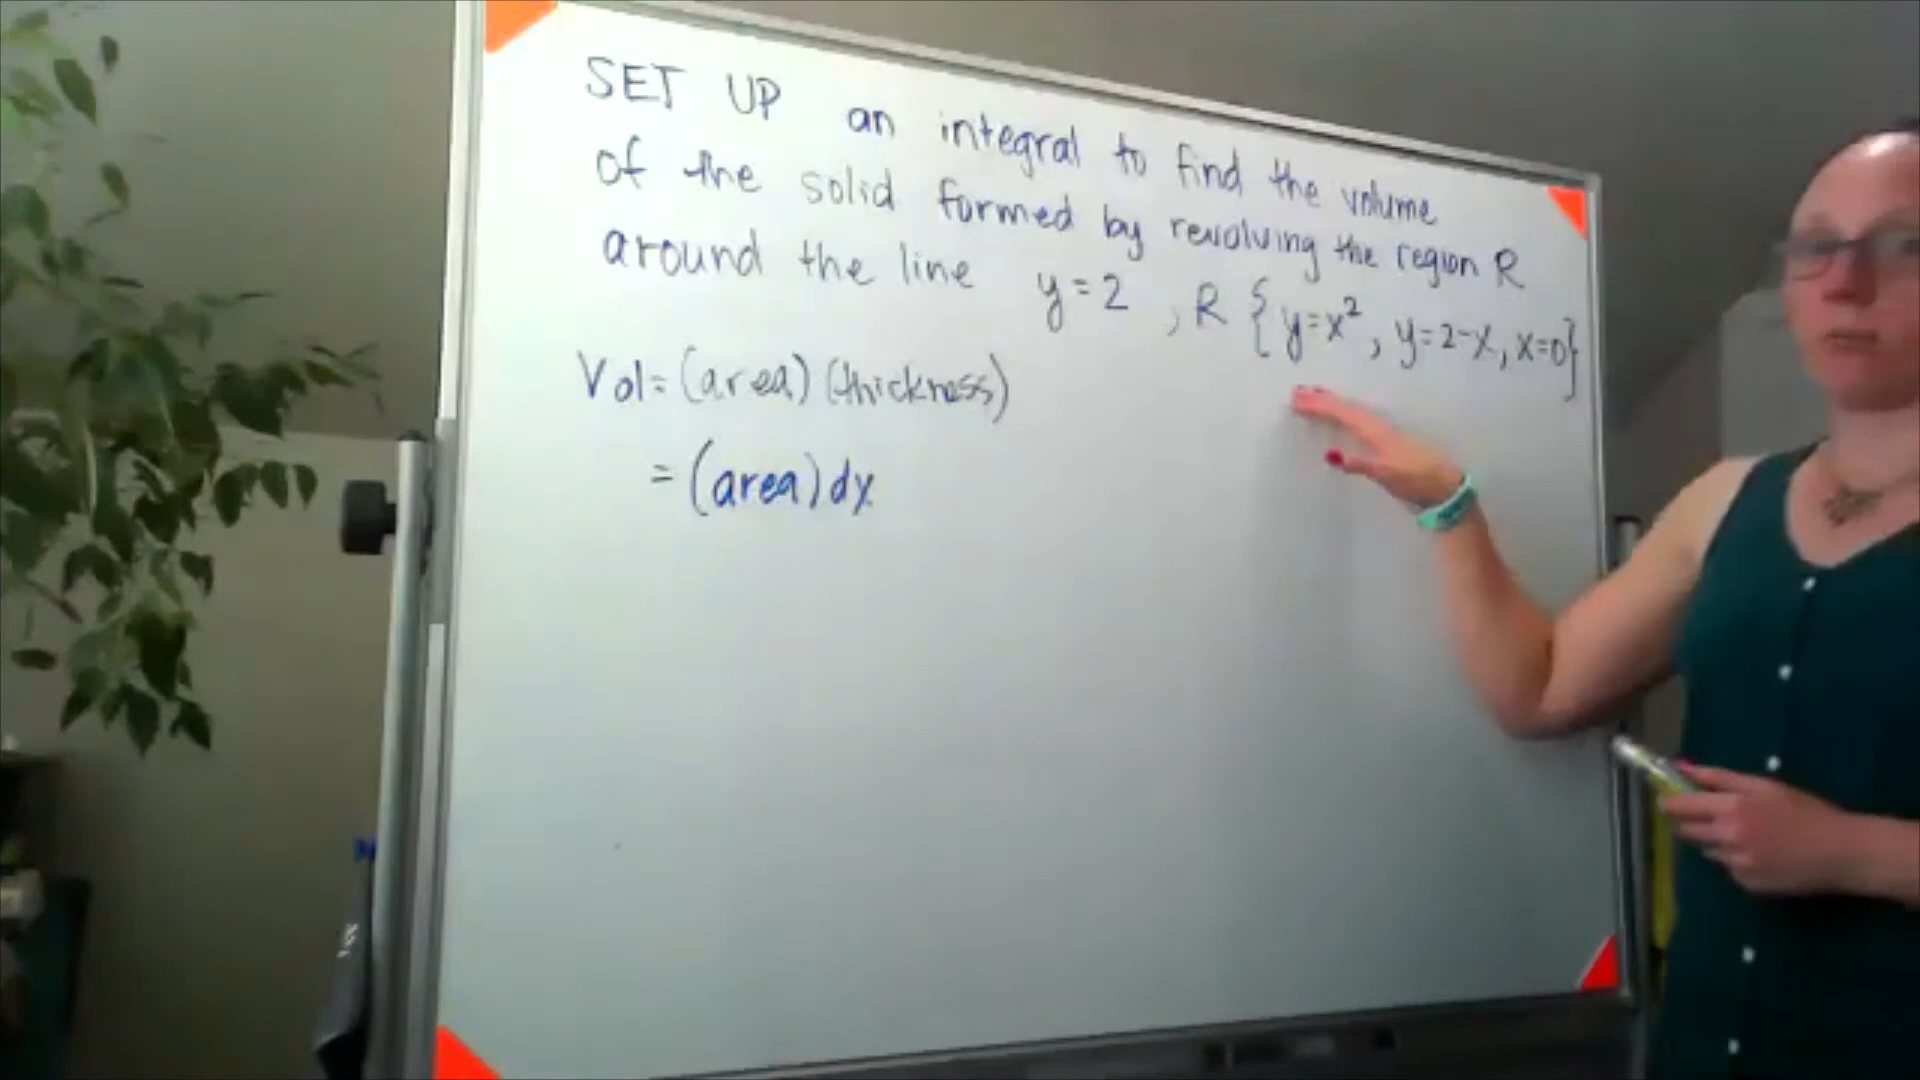 SET UP an integral to find the volume
of the solid formed by revolving the region R
around the line y=2, R {y=x², y=2-x, x=0}
Vol=(area)(thickness)
=(area)dx